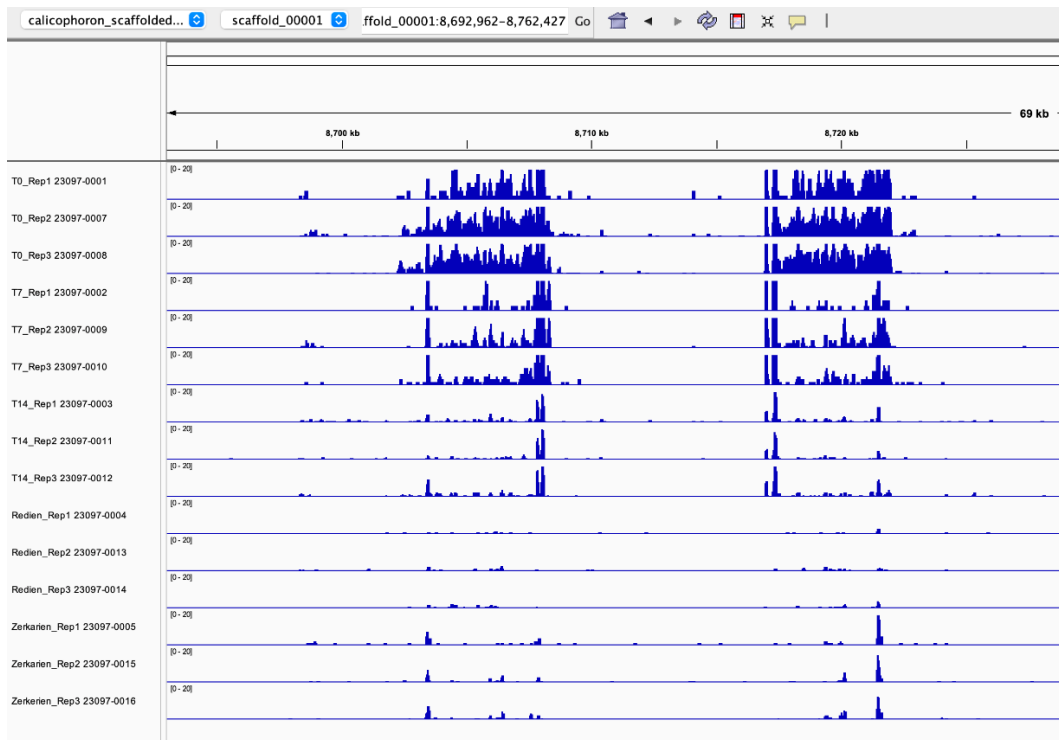 calicophoron_scaffolded... scaffold_00001 :ffold_00001:8,692,962-8,762,427 Go
69 kb
8,700 kb 8,710 kb 8,720 kb
T0_Rep1 23097-0001 [0 - 20]
T0_Rep2 23097-0007 [0 - 20]
T0_Rep3 23097-0008 [0 - 20]
T7_Rep1 23097-0002 [0 - 20]
T7_Rep2 23097-0009 [0 - 20]
T7_Rep3 23097-0010 [0 - 20]
T14_Rep1 23097-0003 [0 - 20]
T14_Rep2 23097-0011 [0 - 20]
T14_Rep3 23097-0012 [0 - 20]
Redien_Rep1 23097-0004 [0 - 20]
Redien_Rep2 23097-0013 [0 - 20]
Redien_Rep3 23097-0014 [0 - 20]
Zerkarien_Rep1 23097-0005 [0 - 20]
Zerkarien_Rep2 23097-0015 [0 - 20]
Zerkerien_Rep3 23097-0016 [0 - 20]